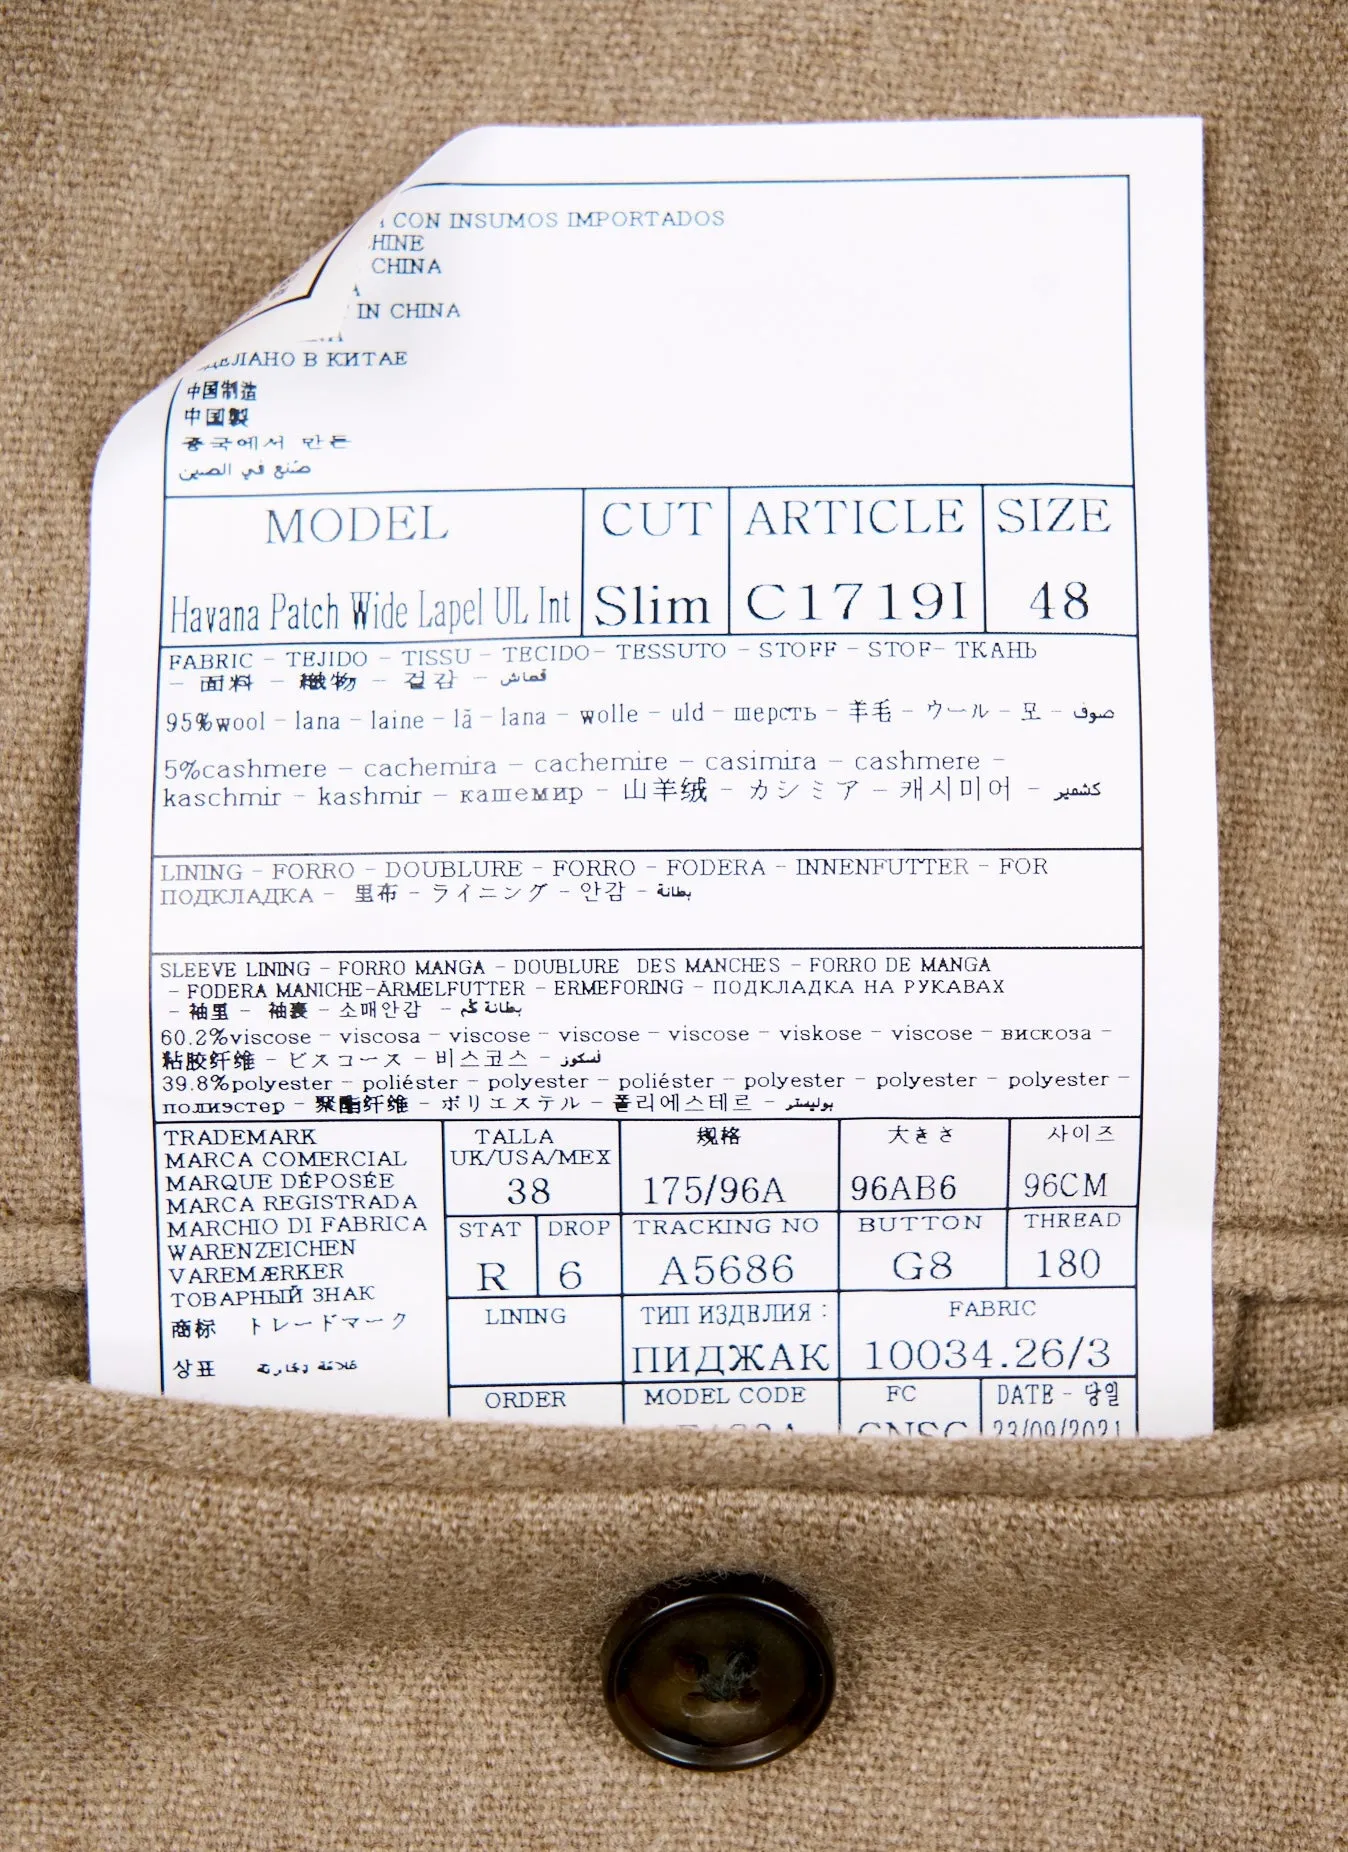 CON INSUMOS IMPORTADOS
CHINA
IN CHINA
В КИТАЕ
中国制造
中国製
중국에서 만든
صنع في الصين
MODEL CUT ARTICLE SIZE
Havana Patch Wide Lapel UL Int Slim C1719I 48
FABRIC - TEJIDO - TISSU - TECIDO- TESSUTO - STOFF - STOF- ТКАНЬ
- 面料 - 織物 - 겉감 - قماش
95%wool - lana - laine - lã - lana - wolle - uld - шерсть - 羊毛 - ウール - 모 - صوف
5%cashmere - cachemira - cachemire - casimira - cashmere -
kaschmir - kashmir - кашемир - 山羊绒 - カシミア - 캐시미어 - كشمير
LINING - FORRO - DOUBLURE - FORRO - FODERA - INNENFUTTER - FOR
ПОДКЛАДКА - 里布 - ライニング - 안감 - بطانة
SLEEVE LINING - FORRO MANGA - DOUBLURE DES MANCHES - FORRO DE MANGA
- FODERA MANICHE-ÄRMELFUTTER - ERMEFORING - ПОДКЛАДКА НА РУКАВАХ
- 袖里 - 袖裏 - 소매안감 - بطانة كم
60.2%viscose - viscosa - viscose - viscose - viscose - viskose - viscose - вискоза -
粘胶纤维 - ビスコース - 비스코스 - فسكوز
39.8%polyester - poliéster - polyester - poliéster - polyester - polyester - polyester -
полиэстер - 聚酯纤维 - ポリエステル - 폴리에스테르 - بوليستر
TRADEMARK
MARCA COMERCIAL
MARQUE DÉPOSÉE
MARCA REGISTRADA
MARCHIO DI FABRICA
WARENZEICHEN
VAREMÆRKER
ТОВАРНЫЙ ЗНАК
商标 トレードマーク
상표 علامة تجارية
TALLA 规格 大きさ 사이즈
UK/USA/MEX
38 175/96A 96AB6 96CM
STAT DROP TRACKING NO BUTTON THREAD
R 6 A5686 G8 180
LINING ТИП ИЗДЕЛИЯ : FABRIC
ПИДЖАК 10034.26/3
ORDER MODEL CODE FC DATE - 당일
23/09/2021